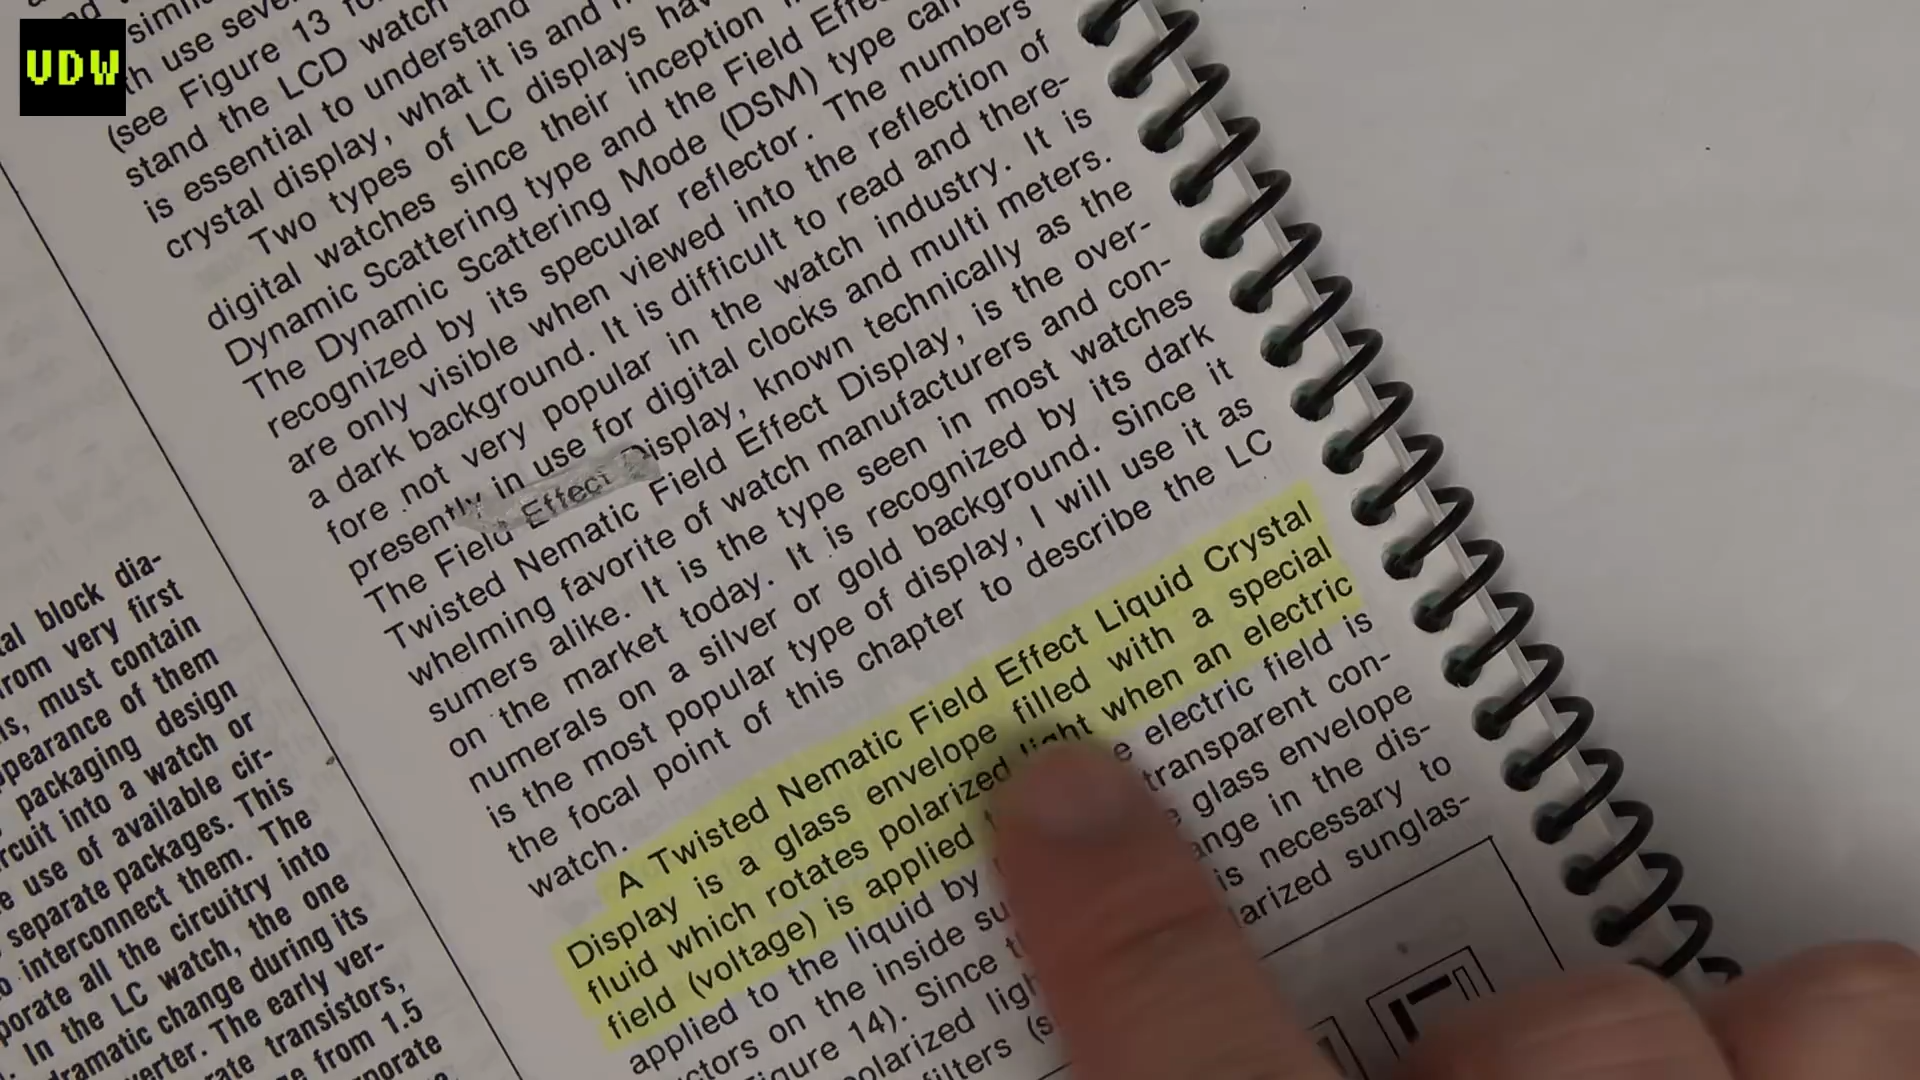 VDW
simil
th use seve
(see Figure 13 fo
stand the LCD watch
is essential to understand
crystal display, what it is and
Two types of LC displays hav
digital watches since their inception
Dynamic Scattering type and the Field Effe
The Dynamic Scattering Mode (DSM) type can
recognized by its specular reflector. The numbers
are only visible when viewed into the reflection of
a dark background. It is difficult to read and there-
fore not very popular in the watch industry. It is
presently in use for digital clocks and multi meters.
The Field Effect Display, known technically as the
Twisted Nematic Field Effect Display, is the over-
whelming favorite of watch manufacturers and con-
sumers alike. It is the type seen in most watches
on the market today. It is recognized by its dark
numerals on a silver or gold background. Since it
is the most popular type of display, I will use it as
the focal point of this chapter to describe the LC
watch.
A Twisted Nematic Field Effect Liquid Crystal
Display is a glass envelope filled with a special
fluid which rotates polarized light when an electric
field (voltage) is applied e electric field is
applied to the liquid by transparent con-
ctors on the inside su e glass envelope
igure 14). Since ange in the dis-
olarized ligh is necessary to
filters (s larized sunglas-
al block dia-
from very first
s, must contain
ppearance of them
packaging design
rcuit into a watch or
e use of available cir-
separate packages. This
o interconnect them. The
porate all the circuitry into
. In the LC watch, the one
dramatic change during its
verter. The early ver-
rate transistors,
e from 1.5
rporate